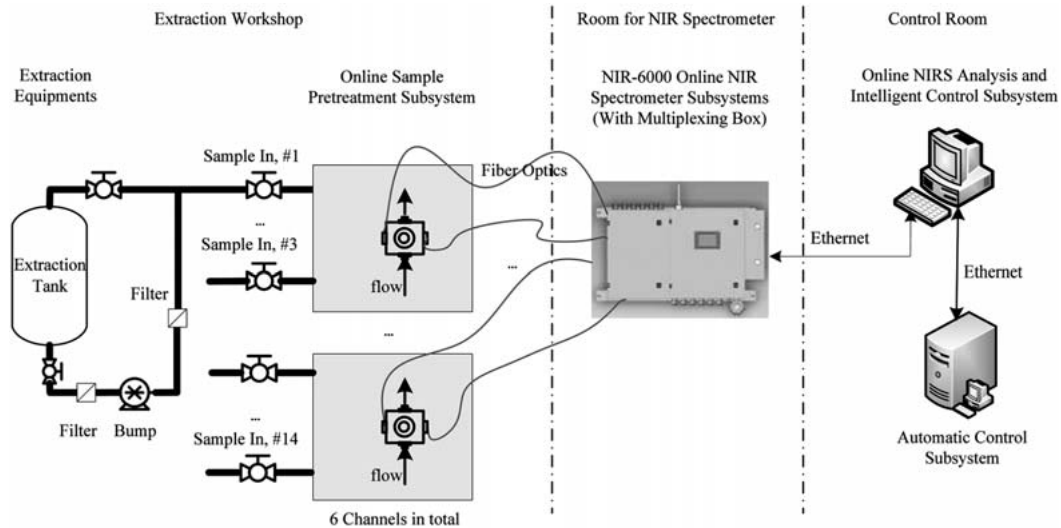 Extraction Workshop
Room for NIR Spectrometer
Control Room
Extraction
Equipments
Online Sample
Pretreatment Subsystem
NIR-6000 Online NIR
Spectrometer Subsystems
(With Multiplexing Box)
Online NIRS Analysis and
Intelligent Control Subsystem
Sample In, #1
Fiber Optics
...
Sample In, #3
Extraction
Tank
Filter
flow
...
Ethernet
Ethernet
...
Filter
Bump
...
Sample In, #14
flow
Automatic Control
Subsystem
6 Channels in total